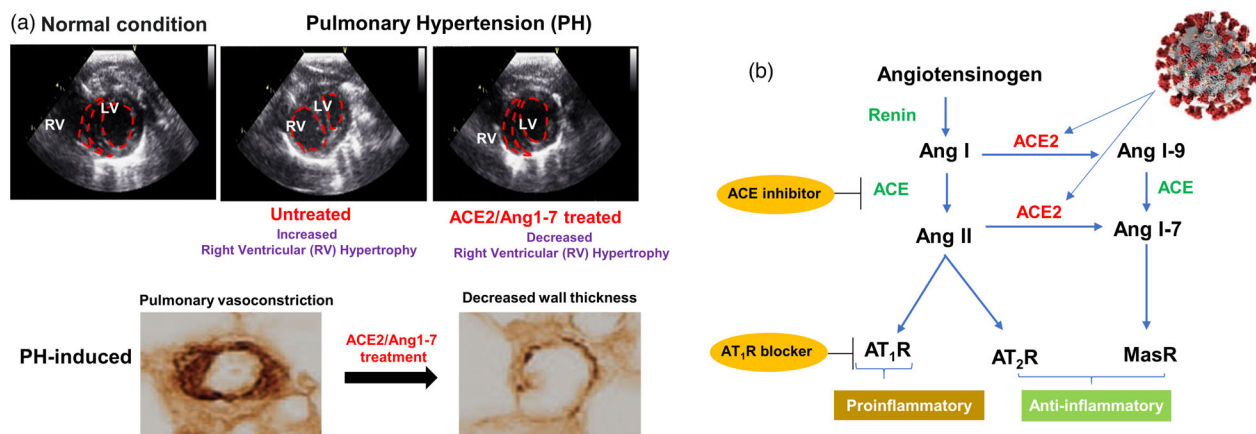 (a) Normal condition
Pulmonary Hypertension (PH)
RV
LV
RV
LV
RV
LV
Untreated
Increased
Right Ventricular (RV) Hypertrophy
ACE2/Ang1-7 treated
Decreased
Right Ventricular (RV) Hypertrophy
Pulmonary vasoconstriction
Decreased wall thickness
PH-induced
ACE2/Ang1-7
treatment
(b)
Angiotensinogen
Renin
Ang I
ACE2
Ang I-9
ACE inhibitor
ACE
ACE
Ang II
ACE2
Ang I-7
AT₁R blocker
AT₁R
AT₂R
MasR
Proinflammatory
Anti-inflammatory